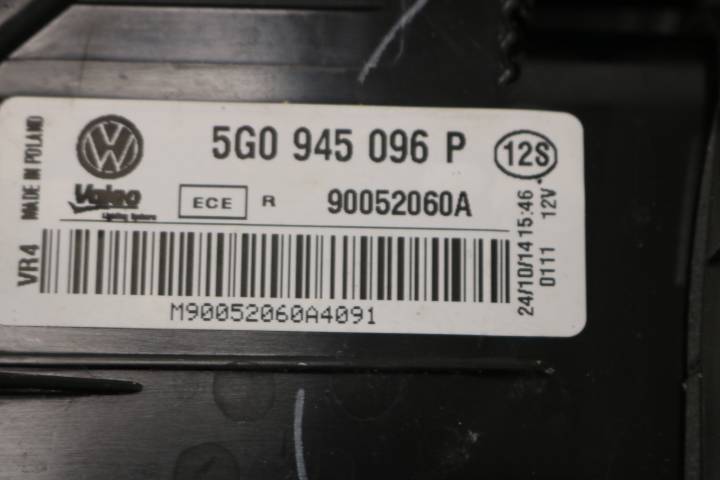 MADE IN POLAND
VW
5G0 945 096 P
12S
Valeo
Lighting Systems
ECE
R
90052060A
VR4
M90052060A4091
24/10/14 15:46
0111 12V